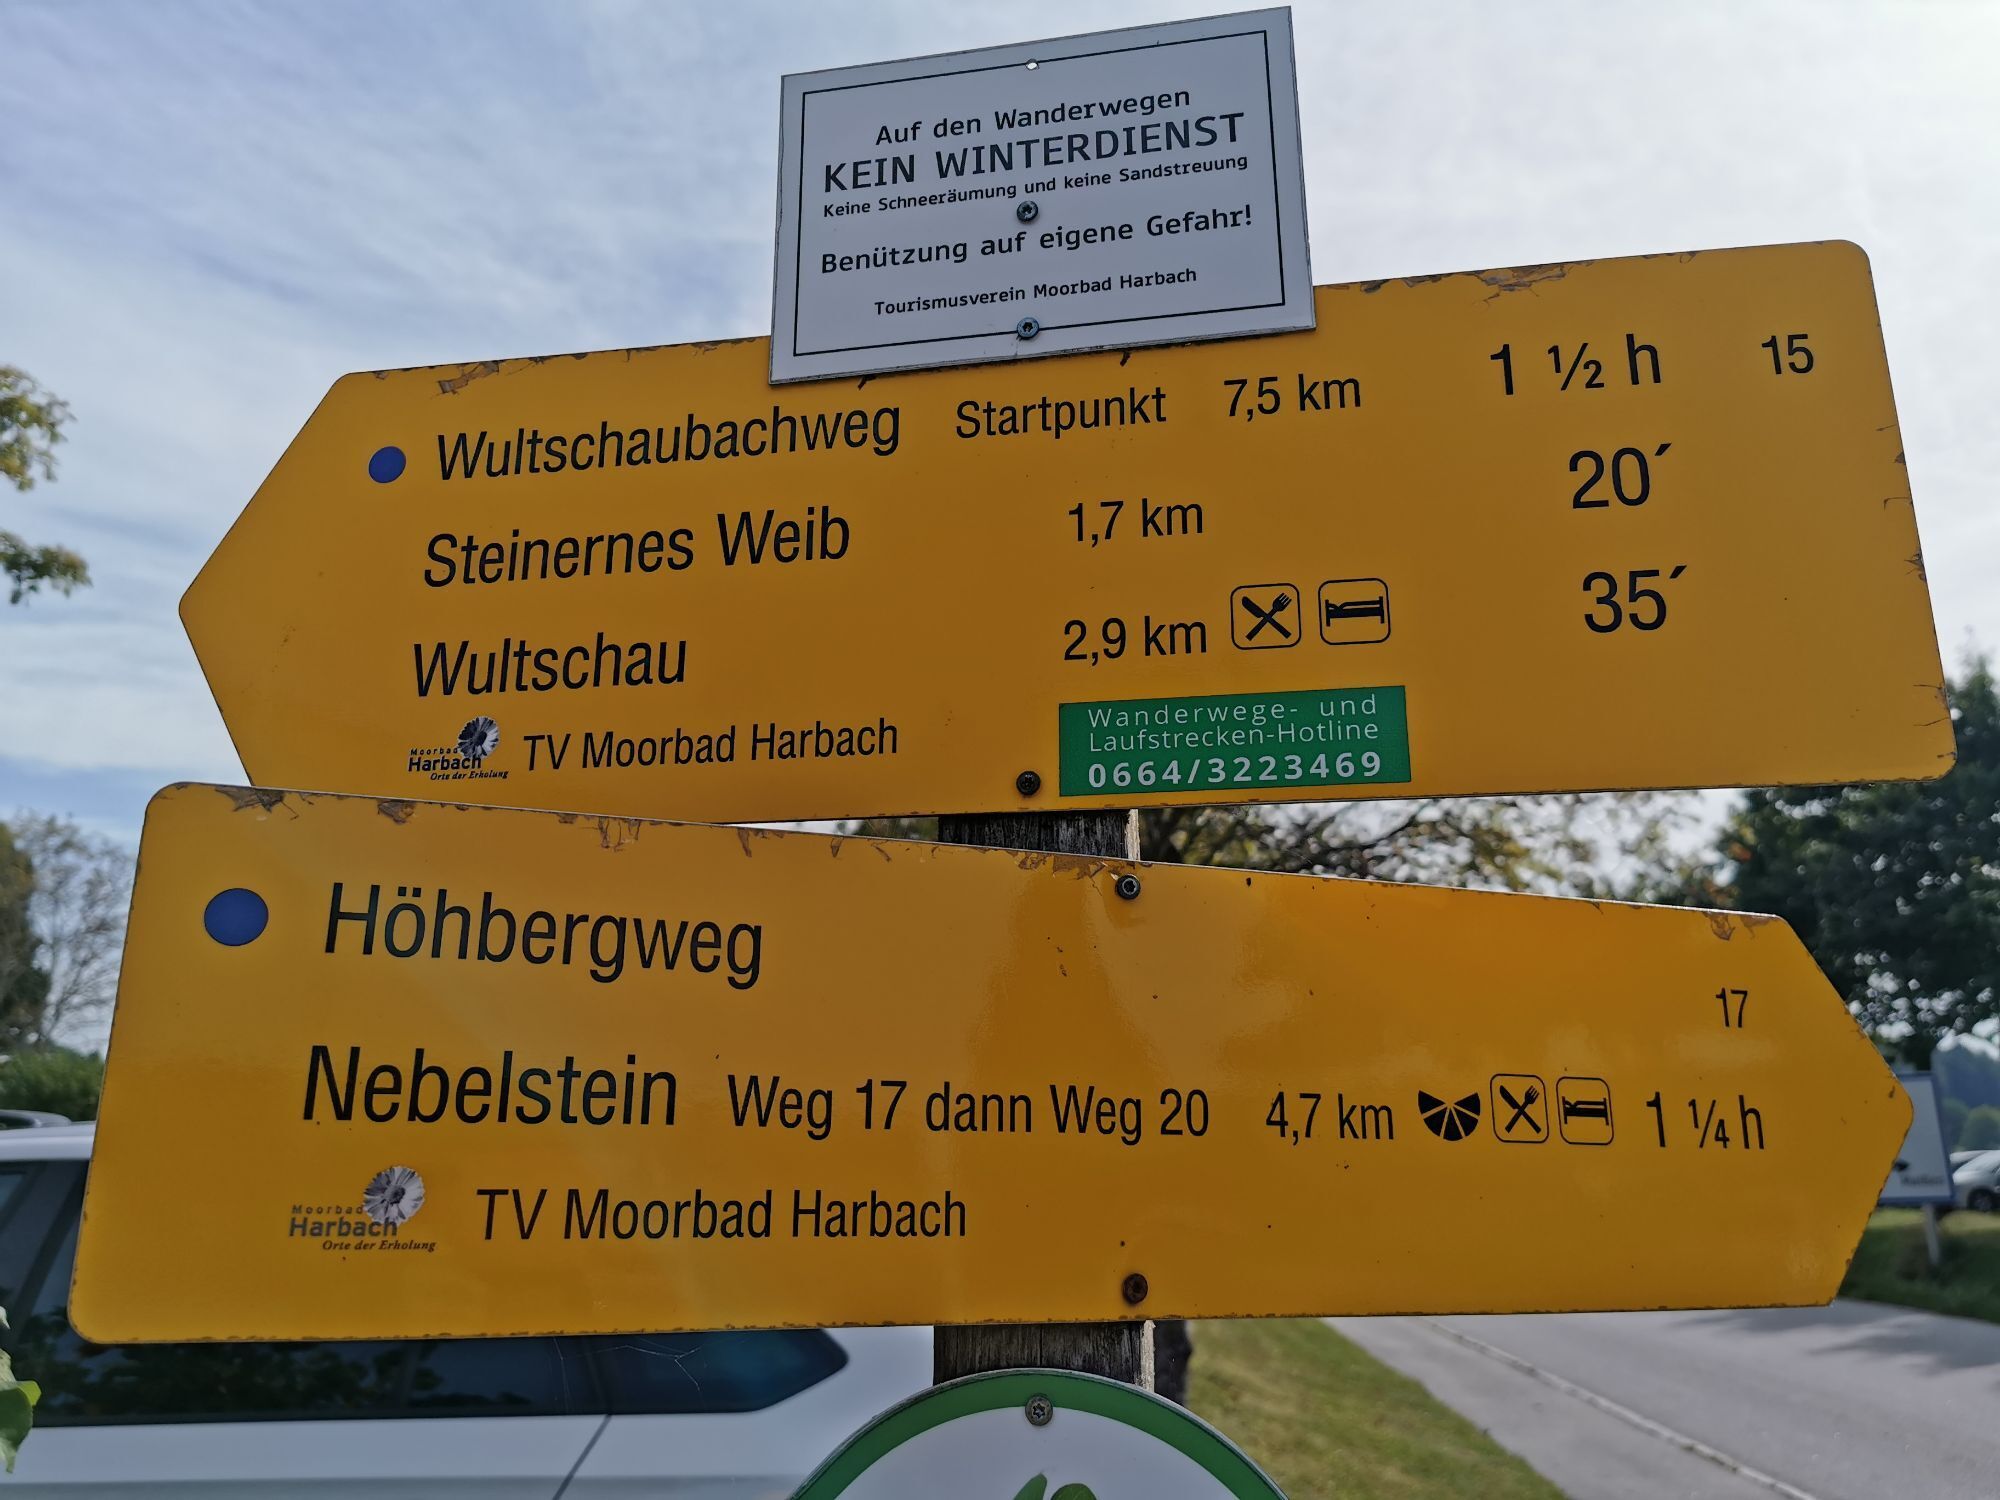 Auf den Wanderwegen
KEIN WINTERDIENST
Keine Schneeräumung und keine Sandstreuung
Benützung auf eigene Gefahr!
Tourismusverein Moorbad Harbach
Wultschaubachweg Startpunkt 7,5 km 1 ½ h 15
Steinernes Weib 1,7 km 20´
Wultschau 2,9 km 35´
Moorbad
Harbach
Orte der Erholung
TV Moorbad Harbach
Wanderwege- und
Laufstrecken-Hotline
0664/3223469
Höhbergweg
17
Nebelstein Weg 17 dann Weg 20 4,7 km 1 ¼ h
Moorbad
Harbach
Orte der Erholung
TV Moorbad Harbach